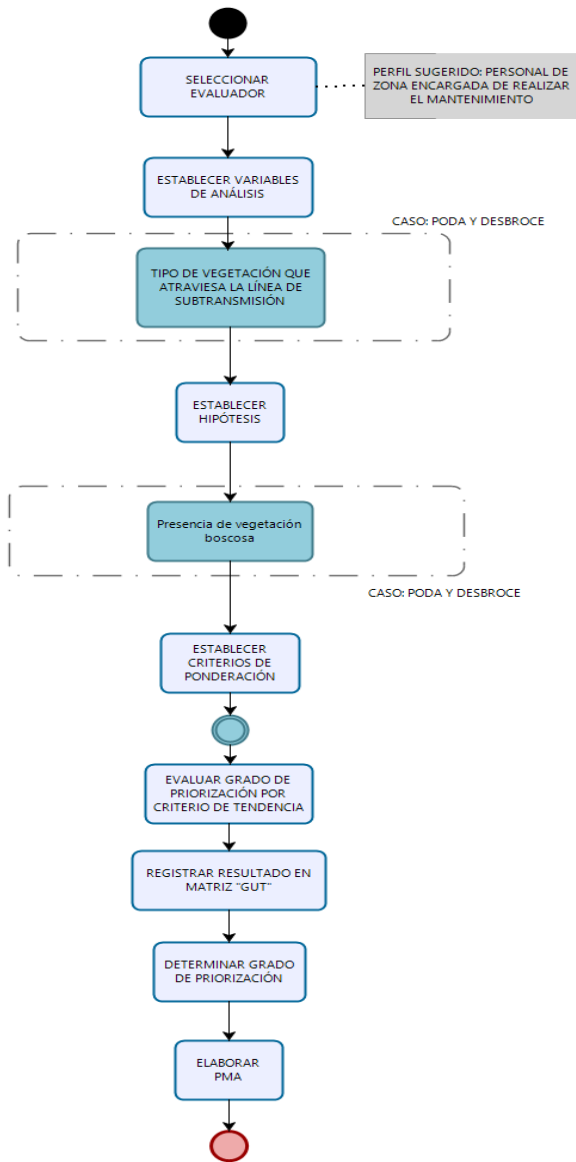 SELECCIONAR
EVALUADOR
PERFIL SUGERIDO: PERSONAL DE
ZONA ENCARGADA DE REALIZAR
EL MANTENIMIENTO
ESTABLECER VARIABLES
DE ANÁLISIS
CASO: PODA Y DESBROCE
TIPO DE VEGETACIÓN QUE
ATRAVIESA LA LÍNEA DE
SUBTRANSMISIÓN
ESTABLECER
HIPÓTESIS
Presencia de vegetación
boscosa
CASO: PODA Y DESBROCE
ESTABLECER
CRITERIOS DE
PONDERACIÓN
EVALUAR GRADO DE
PRIORIZACIÓN POR
CRITERIO DE TENDENCIA
REGISTRAR RESULTADO EN
MATRIZ "GUT"
DETERMINAR GRADO
DE PRIORIZACIÓN
ELABORAR
PMA